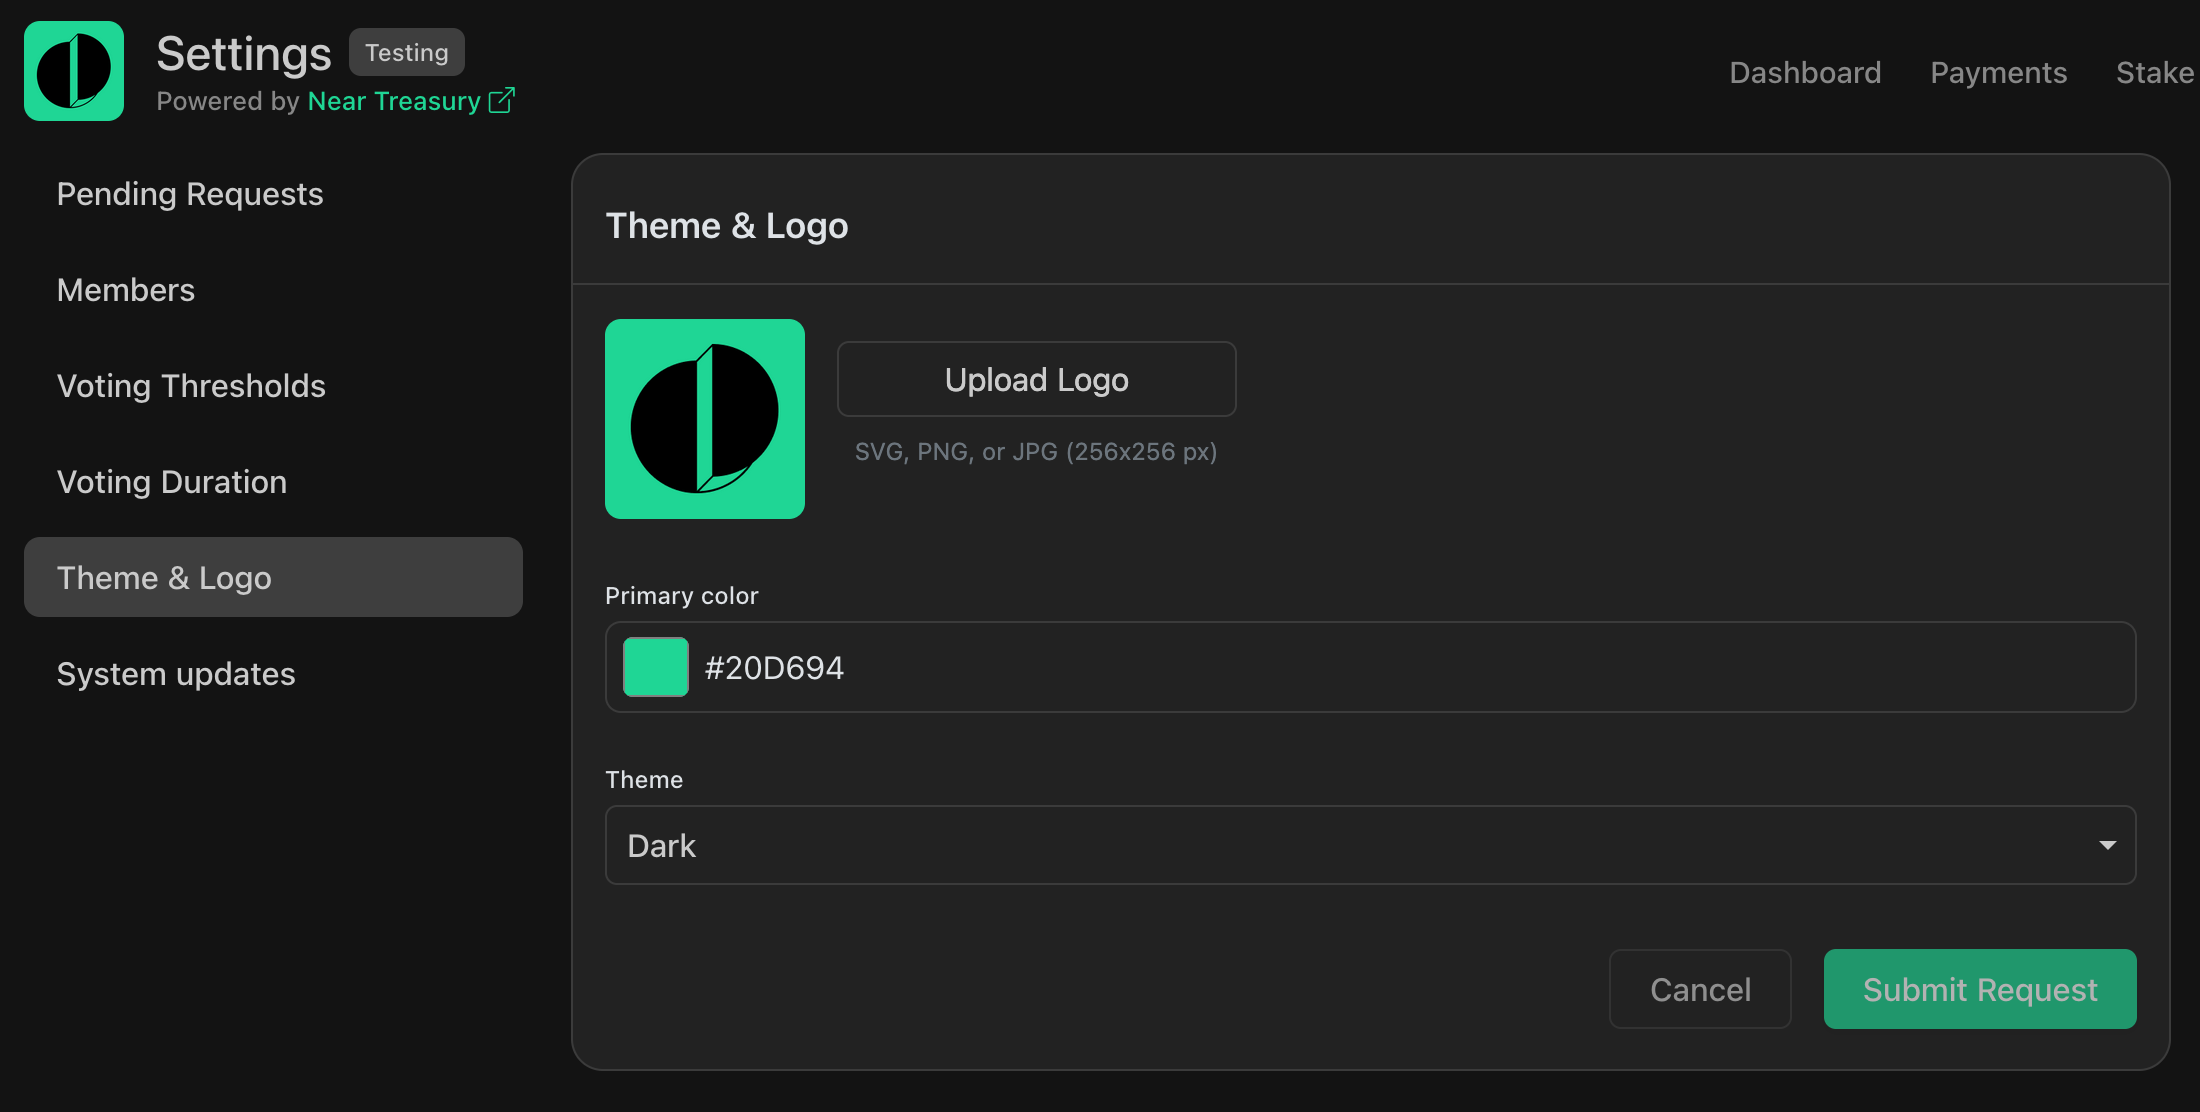 Settings Testing
Powered by Near Treasury
Dashboard Payments Stake
Pending Requests
Members
Voting Thresholds
Voting Duration
Theme & Logo
System updates
Theme & Logo
Upload Logo
SVG, PNG, or JPG (256x256 px)
Primary color
#20D694
Theme
Dark
Cancel Submit Request